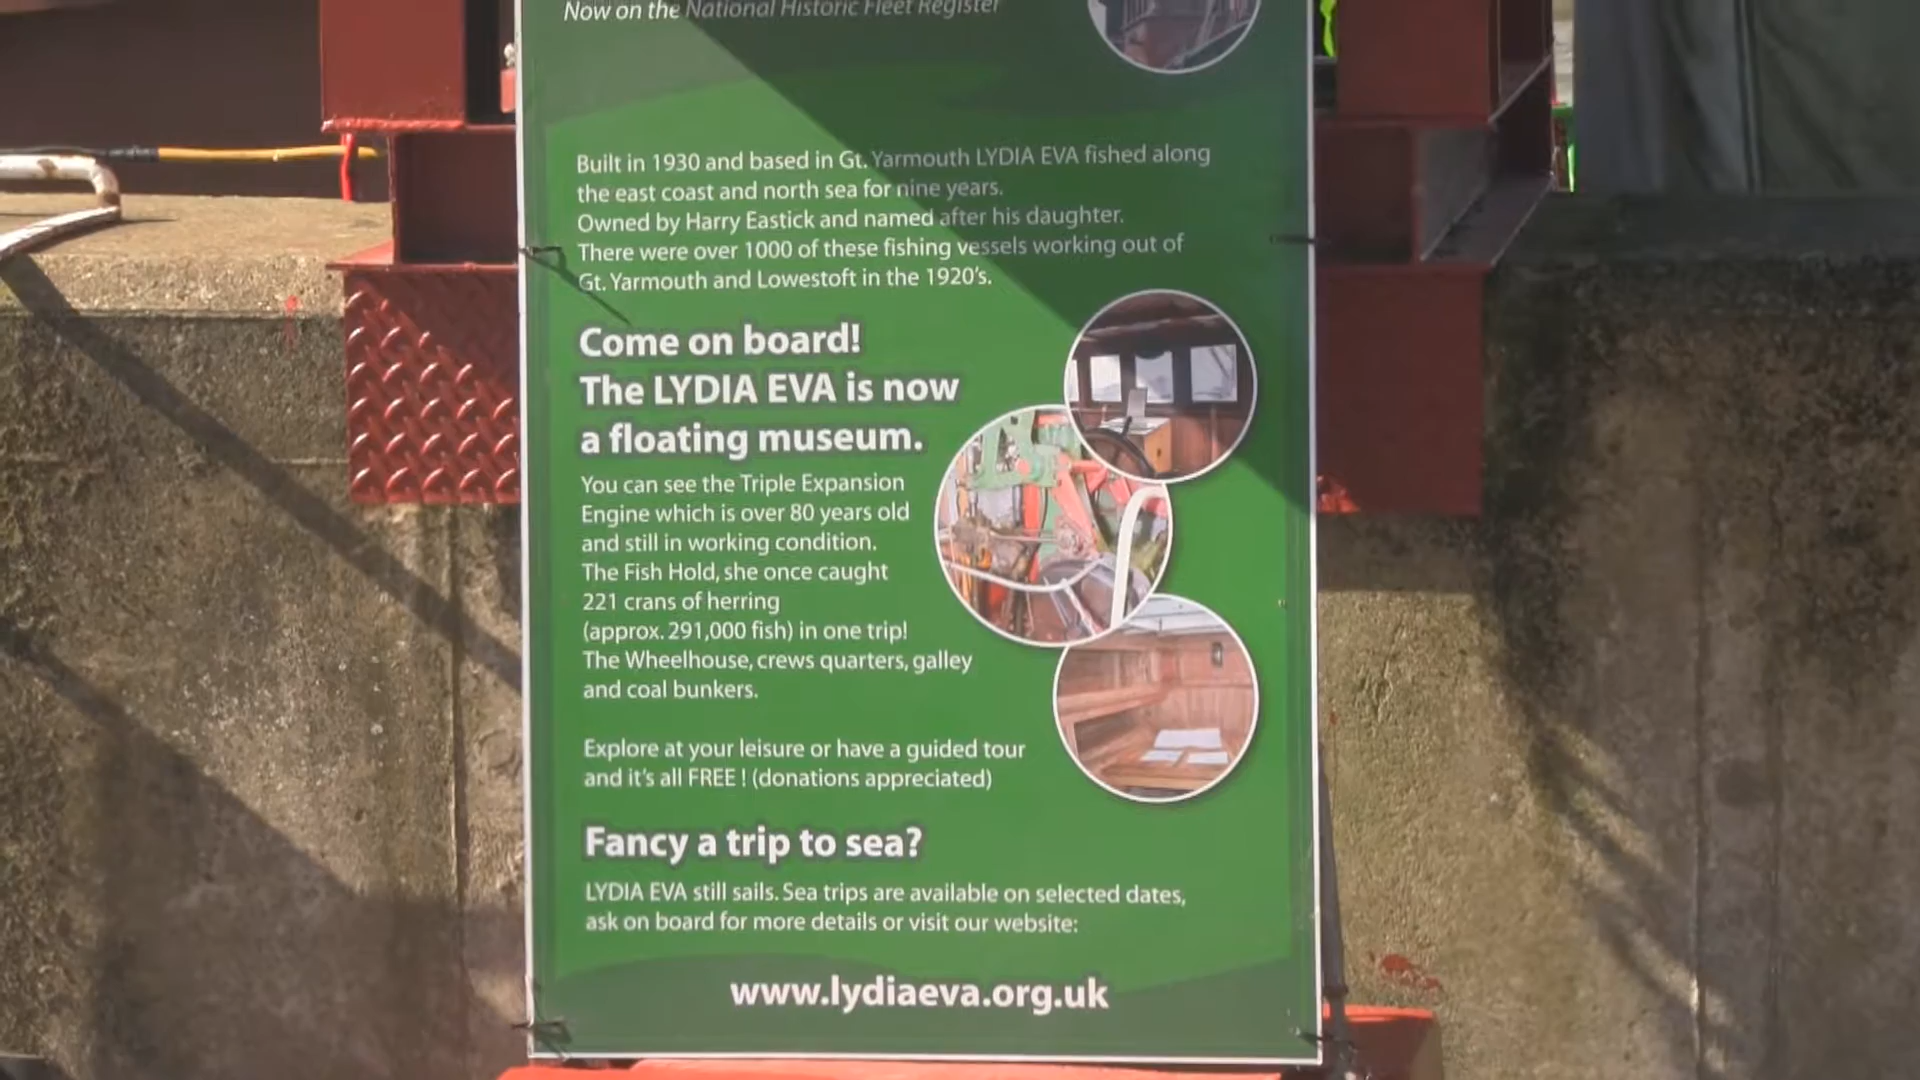 Now on the National Historic Fleet Register
Built in 1930 and based in Gt. Yarmouth LYDIA EVA fished along
the east coast and north sea for nine years.
Owned by Harry Eastick and named after his daughter.
There were over 1000 of these fishing vessels working out of
Gt. Yarmouth and Lowestoft in the 1920's.
Come on board!
The LYDIA EVA is now
a floating museum.
You can see the Triple Expansion
Engine which is over 80 years old
and still in working condition.
The Fish Hold, she once caught
221 crans of herring
(approx. 291,000 fish) in one trip!
The Wheelhouse, crews quarters, galley
and coal bunkers.
Explore at your leisure or have a guided tour
and it's all FREE ! (donations appreciated)
Fancy a trip to sea?
LYDIA EVA still sails. Sea trips are available on selected dates,
ask on board for more details or visit our website:
www.lydiaeva.org.uk